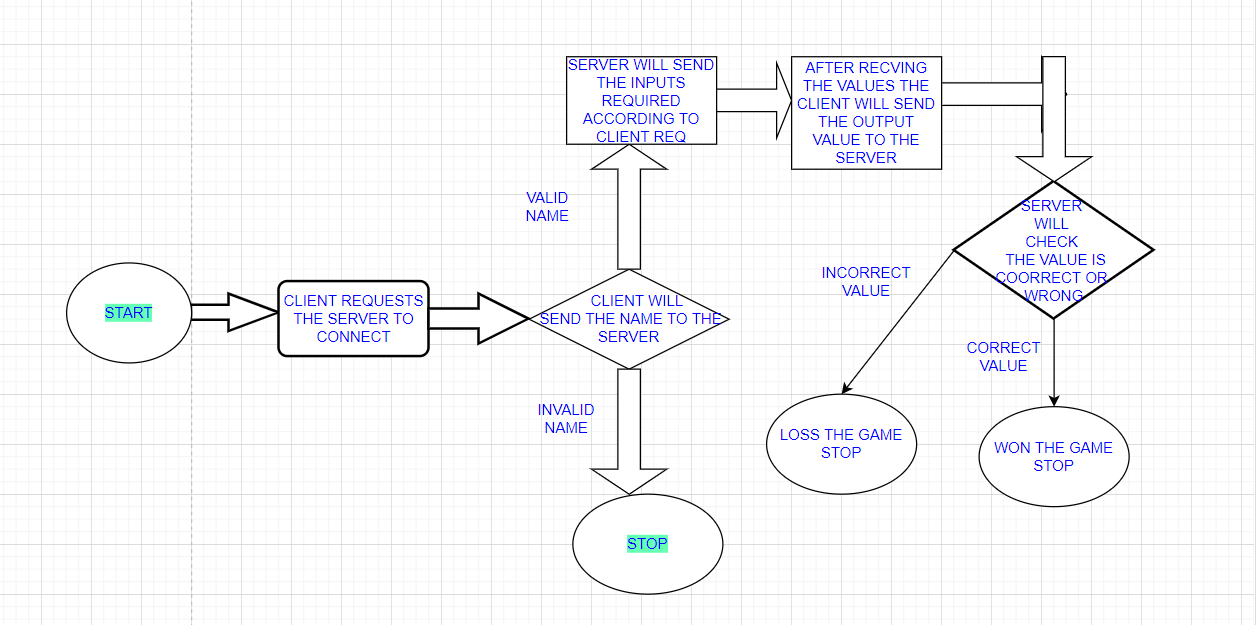 START
CLIENT REQUESTS
THE SERVER TO
CONNECT
CLIENT WILL
SEND THE NAME TO THE
SERVER
VALID
NAME
INVALID
NAME
STOP
SERVER WILL SEND
THE INPUTS
REQUIRED
ACCORDING TO
CLIENT REQ
AFTER RECVING
THE VALUES THE
CLIENT WILL SEND
THE OUTPUT
VALUE TO THE
SERVER
SERVER
WILL
CHECK
THE VALUE IS
COORRECT OR
WRONG
INCORRECT
VALUE
CORRECT
VALUE
LOSS THE GAME
STOP
WON THE GAME
STOP